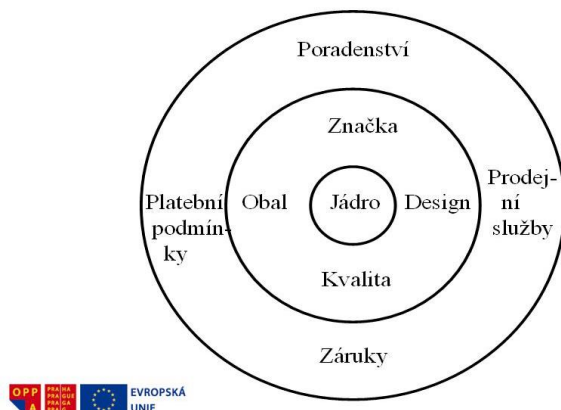 Poradenství
Značka
Platební
podmín-
ky
Obal
Jádro
Design
Prodej-
ní
služby
Kvalita
Záruky
OPP
A
PRAHA
PRAGUE
PRAGA
EVROPSKÁ
UNIE